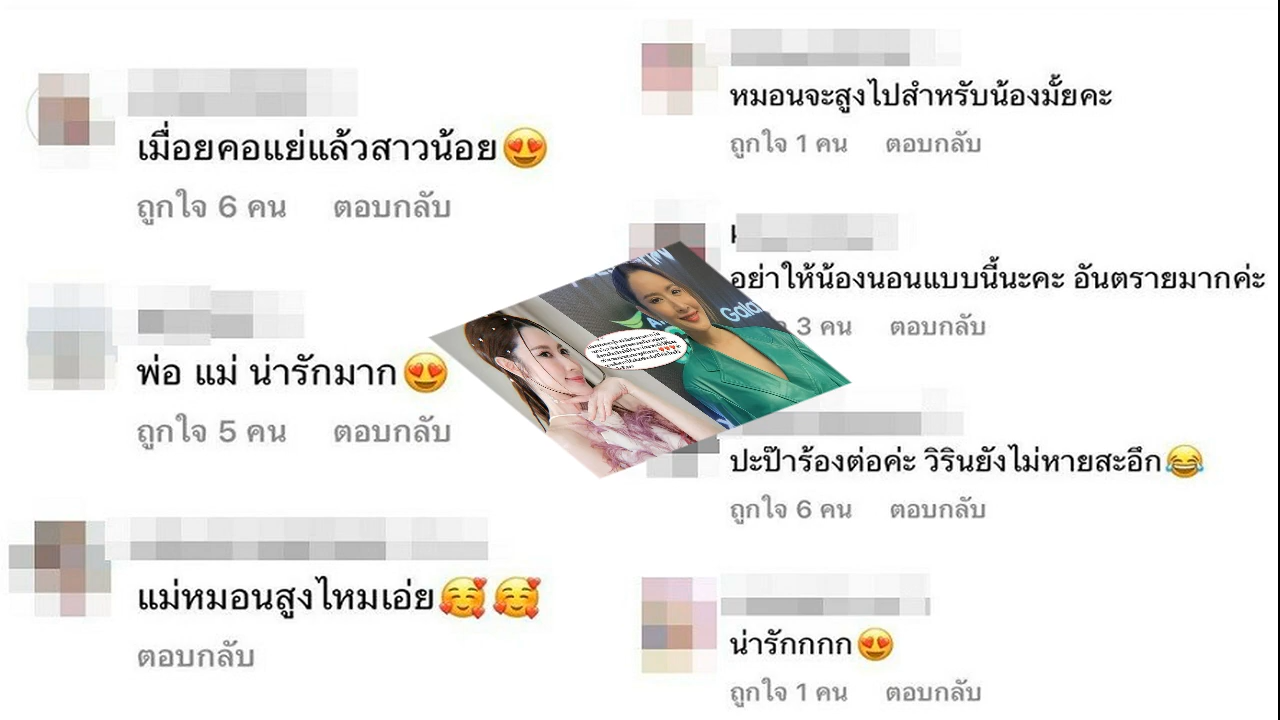 เมื่อยคอแย่แล้วสาวน้อย😍
ถูกใจ 6 คน ตอบกลับ
พ่อ แม่ น่ารักมาก😍
ถูกใจ 5 คน ตอบกลับ
แม่หมอนสูงไหมเอ่ย🥰🥰
ตอบกลับ
หมอนจะสูงไปสำหรับน้องมั้ยคะ
ถูกใจ 1 คน ตอบกลับ
อย่าให้น้องนอนแบบนี้นะคะ อันตรายมากค่ะ
3 คน ตอบกลับ
Gala
ปะป๊าร้องต่อค่ะ วิรินยังไม่หายสะอึก😂
ถูกใจ 6 คน ตอบกลับ
น่ารักกกก😍
ถูกใจ 1 คน ตอบกลับ